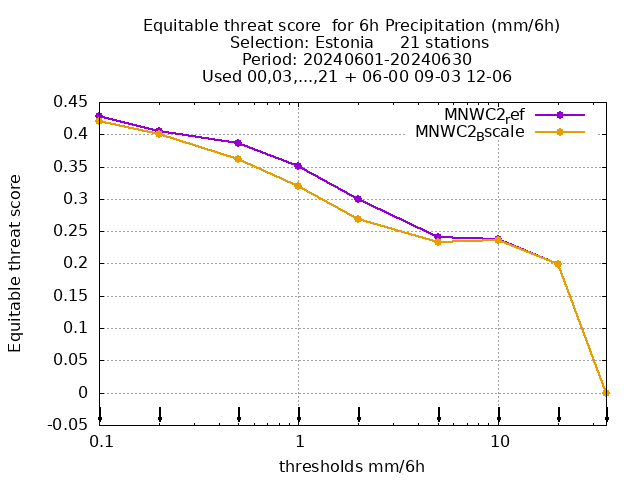 Equitable threat score  for 6h Precipitation (mm/6h)
Selection: Estonia     21 stations
Period: 20240601-20240630
Used 00,03,...,21 + 06-00 09-03 12-06
MNWC2_ref
MNWC2_Bscale
Equitable threat score
0.45
0.4
0.35
0.3
0.25
0.2
0.15
0.1
0.05
0
-0.05
0.1 1 10
thresholds mm/6h